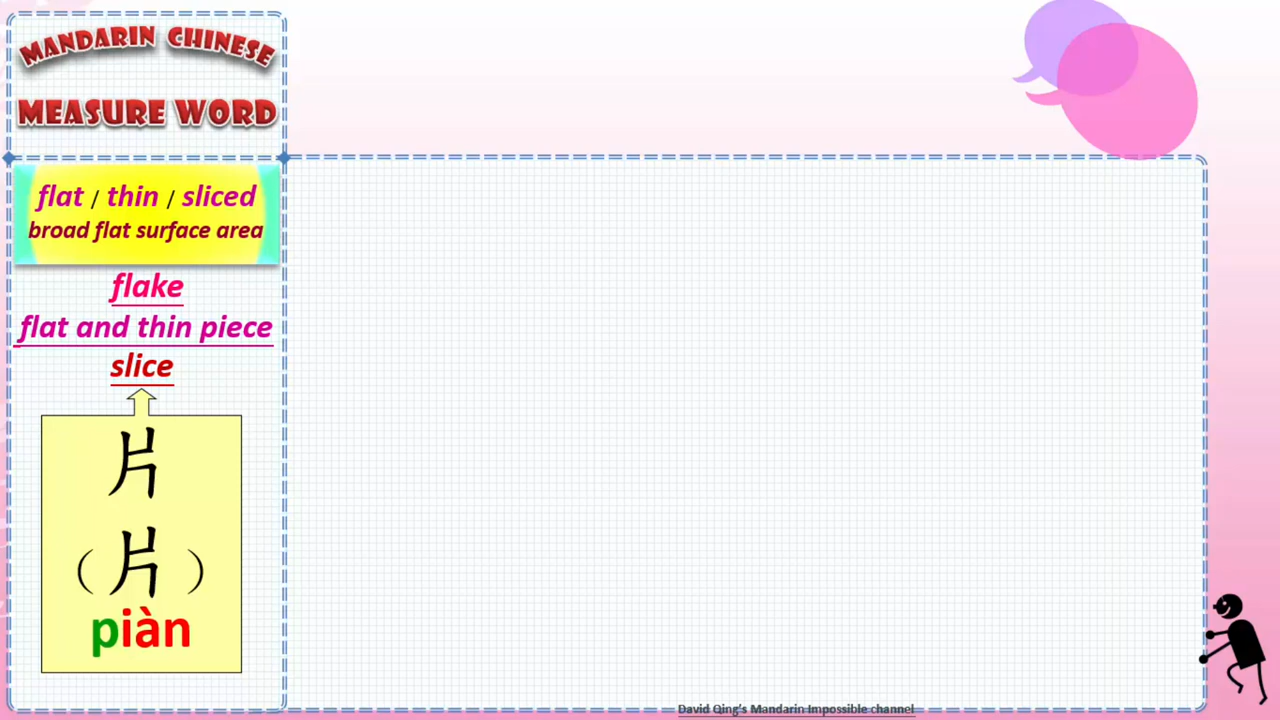 MANDARIN CHINESE
MEASURE WORD
flat / thin / sliced
broad flat surface area
flake
flat and thin piece
slice
片
（片）
piàn
David Qing's Mandarin Impossible channel